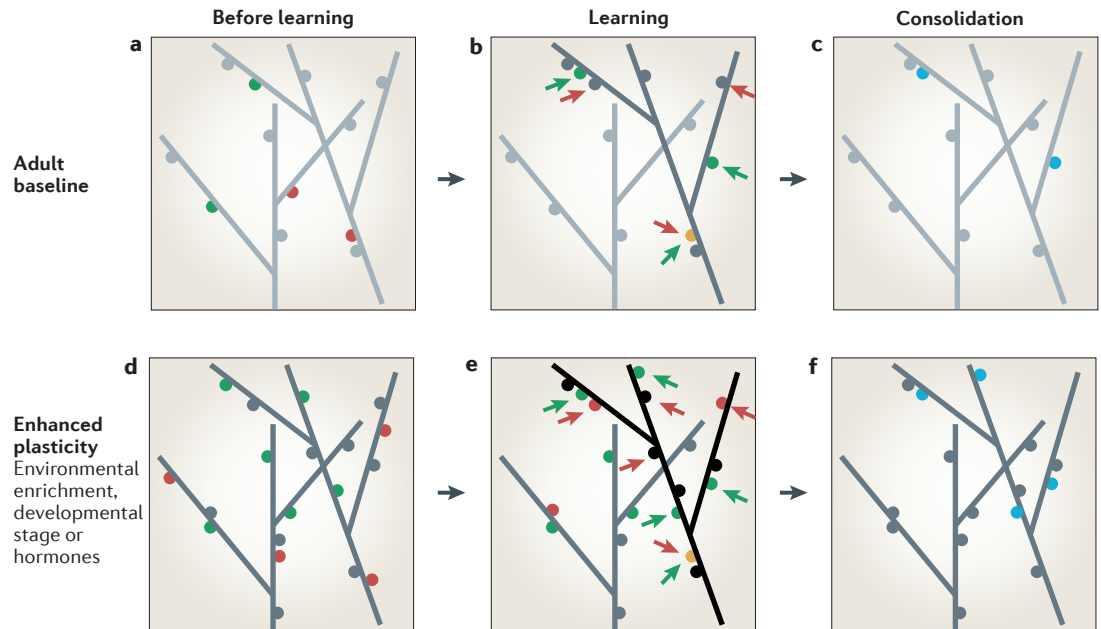 Before learning
Learning
Consolidation
a
b
c
Adult
baseline
d
e
f
Enhanced
plasticity
Environmental
enrichment,
developmental
stage or
hormones